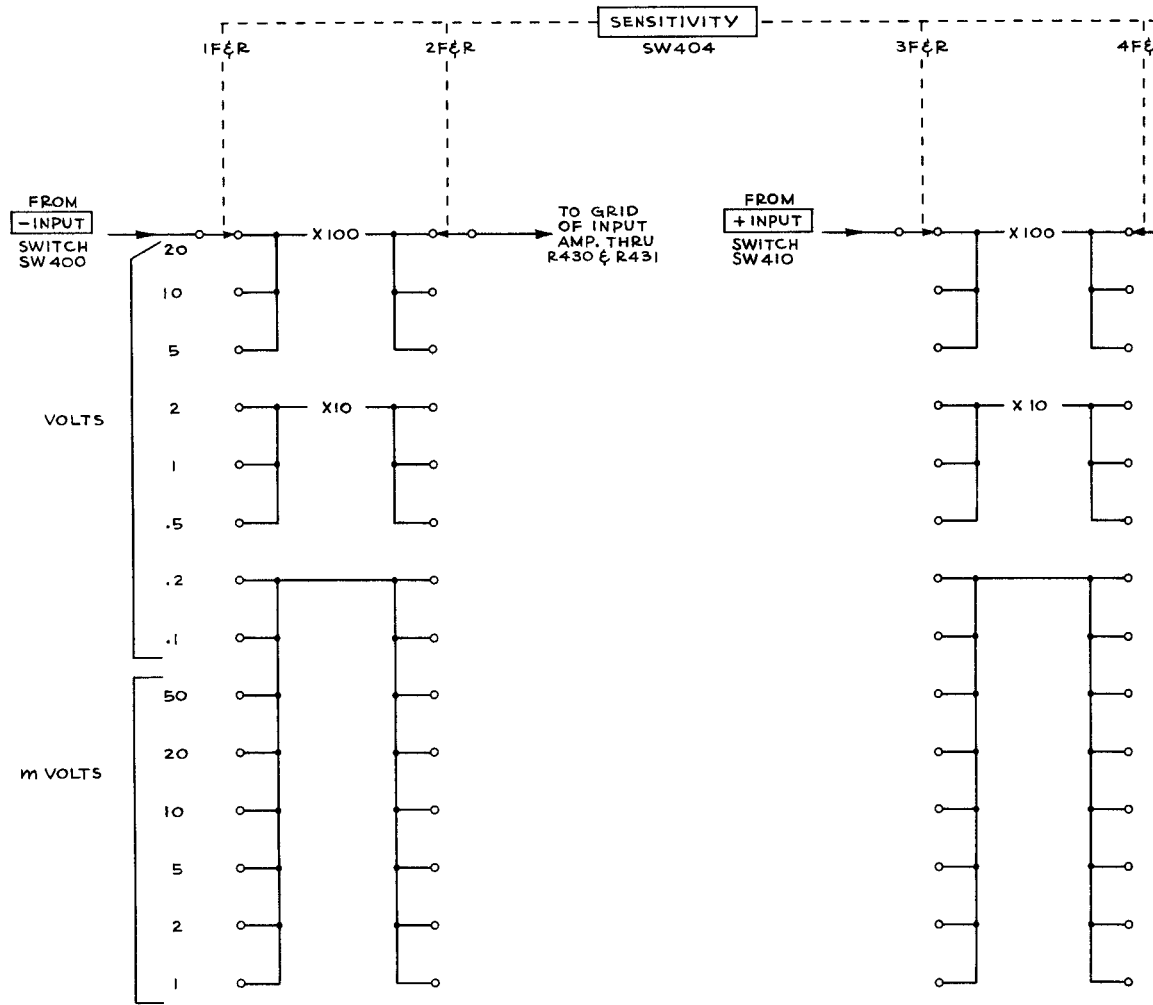 SENSITIVITY
SW404
1F&R
2F&R
3F&R
4F&
FROM
-INPUT
SWITCH
SW400
X100
TO GRID
OF INPUT
AMP. THRU
R430 & R431
FROM
+INPUT
SWITCH
SW410
X100
VOLTS
20
10
5
2
X10
X10
1
.5
.2
.1
m VOLTS
50
20
10
5
2
1